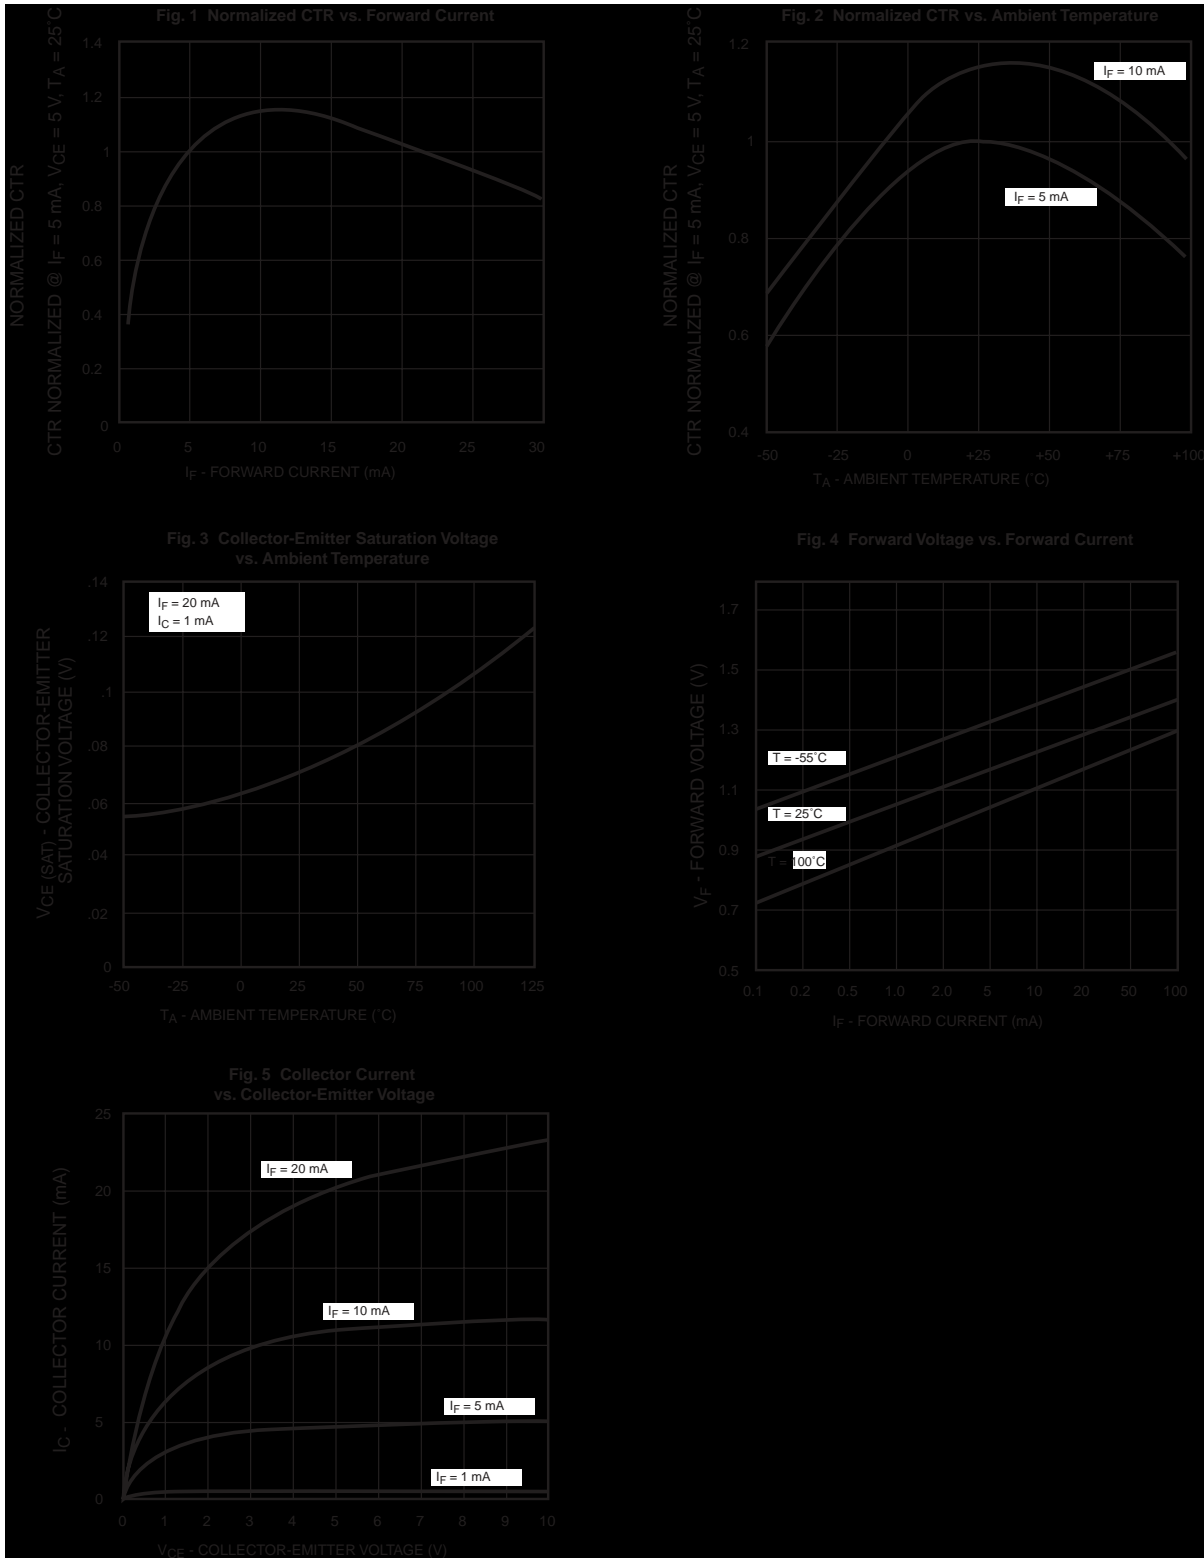 Fig. 1 Normalized CTR vs. Forward Current
NORMALIZED CTR
CTR NORMALIZED @ IF = 5 mA, VCE = 5 V, TA = 25˚C
1.4
1.2
1
0.8
0.6
0.4
0.2
0
0 5 10 15 20 25 30
IF - FORWARD CURRENT (mA)
Fig. 2 Normalized CTR vs. Ambient Temperature
NORMALIZED CTR
CTR NORMALIZED @ IF = 5 mA, VCE = 5 V, TA = 25˚C
1.2
1
0.8
0.6
0.4
IF = 10 mA
IF = 5 mA
-50 -25 0 +25 +50 +75 +100
TA - AMBIENT TEMPERATURE (˚C)
Fig. 3 Collector-Emitter Saturation Voltage
vs. Ambient Temperature
VCE (SAT) - COLLECTOR-EMITTER
SATURATION VOLTAGE (V)
.14
.12
.1
.08
.06
.04
.02
0
IF = 20 mA
IC = 1 mA
-50 -25 0 25 50 75 100 125
TA - AMBIENT TEMPERATURE (˚C)
Fig. 4 Forward Voltage vs. Forward Current
VF - FORWARD VOLTAGE (V)
1.7
1.5
1.3
1.1
0.9
0.7
0.5
T = -55˚C
T = 25˚C
T = 100˚C
0.1 0.2 0.5 1.0 2.0 5 10 20 50 100
IF - FORWARD CURRENT (mA)
Fig. 5 Collector Current
vs. Collector-Emitter Voltage
IC - COLLECTOR CURRENT (mA)
25
20
15
10
5
0
IF = 20 mA
IF = 10 mA
IF = 5 mA
IF = 1 mA
0 1 2 3 4 5 6 7 8 9 10
VCE - COLLECTOR-EMITTER VOLTAGE (V)